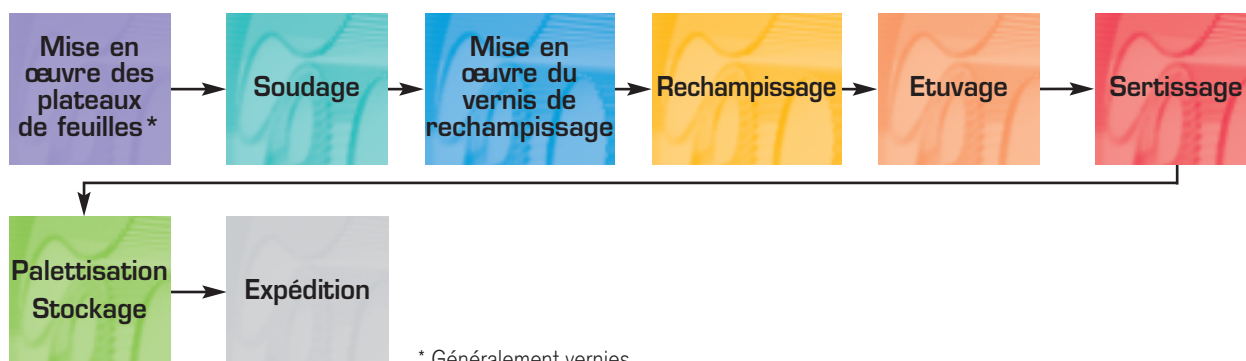 Mise en
œuvre des
plateaux
de feuilles*
Soudage
Mise en
œuvre du
vernis de
rechampissage
Rechampissage
Etuvage
Sertissage
Palettisation
Stockage
Expédition
* Généralement vernies